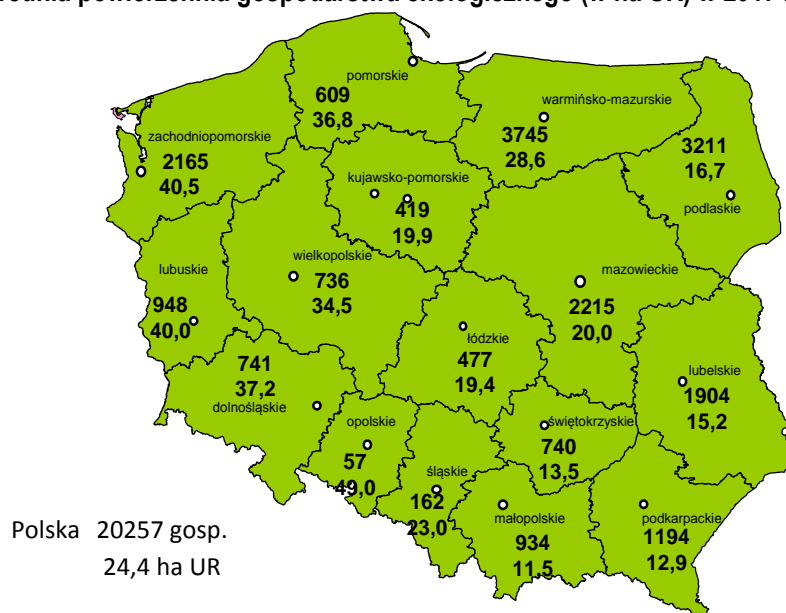 powierzchnia gospodarstwa ekologicznego (w ha UR) w
pomorskie
609
36,8
warmińsko-mazurskie
3745
28,6
zachodniopomorskie
2165
40,5
3211
16,7
podlaskie
kujawsko-pomorskie
419
19,9
lubuskie
948
40,0
wielkopolskie
736
34,5
mazowieckie
2215
20,0
łódzkie
477
19,4
741
37,2
dolnośląskie
lubelskie
1904
15,2
opolskie
57
49,0
śląskie
162
23,0
świętokrzyskie
740
13,5
małopolskie
934
11,5
podkarpackie
1194
12,9
Polska 20257 gosp.
24,4 ha UR